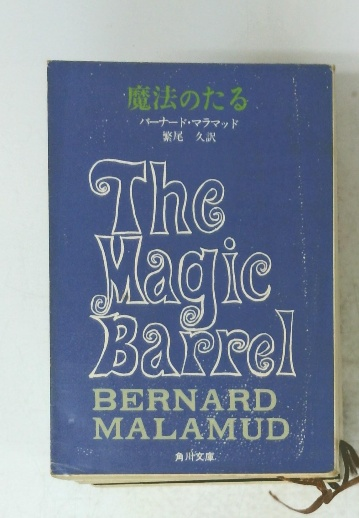 魔法のたる
バーナード・マラマッド
繁尾 久訳
The
Magic
Barrel
BERNARD
MALAMUD
角川文庫